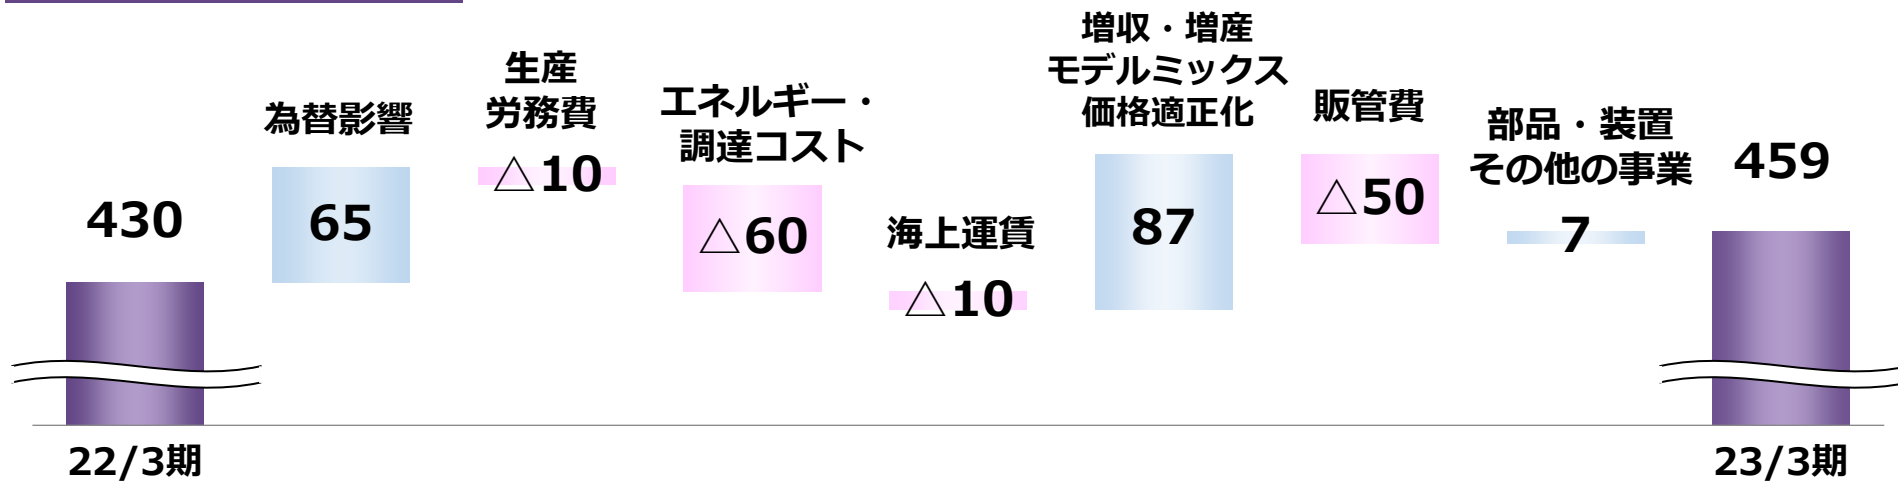 430
22/3期
為替影響
65
生産
労務費
△10
エネルギー・
調達コスト
△60
海上運賃
△10
増収・増産
モデルミックス
価格適正化
87
販管費
△50
部品・装置
その他の事業
7
459
23/3期